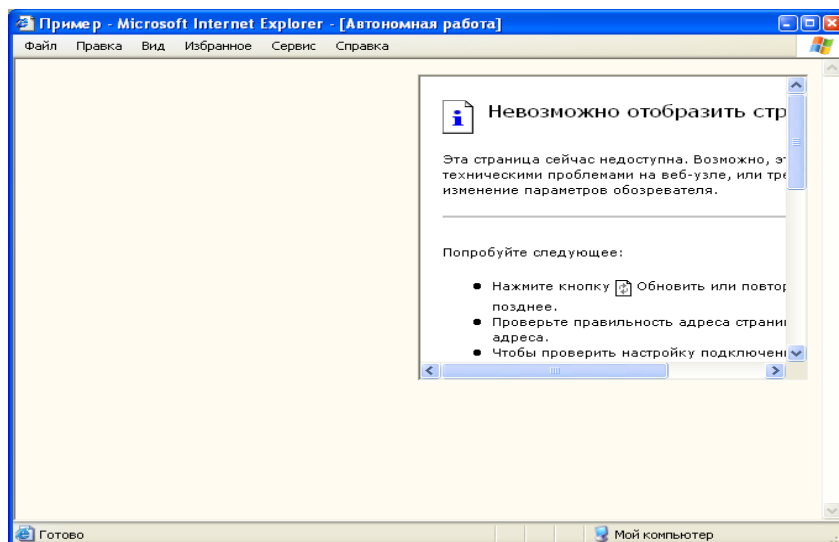 Пример - Microsoft Internet Explorer - [Автономная работа]
Файл Правка Вид Избранное Сервис Справка
Невозможно отобразить стр
Эта страница сейчас недоступна. Возможно, э
техническими проблемами на веб-узле, или тре
изменение параметров обозревателя.
Попробуйте следующее:
Нажмите кнопку Обновить или повтор
позднее.
Проверьте правильность адреса страни
адреса.
Чтобы проверить настройку подключен
Готово
Мой компьютер